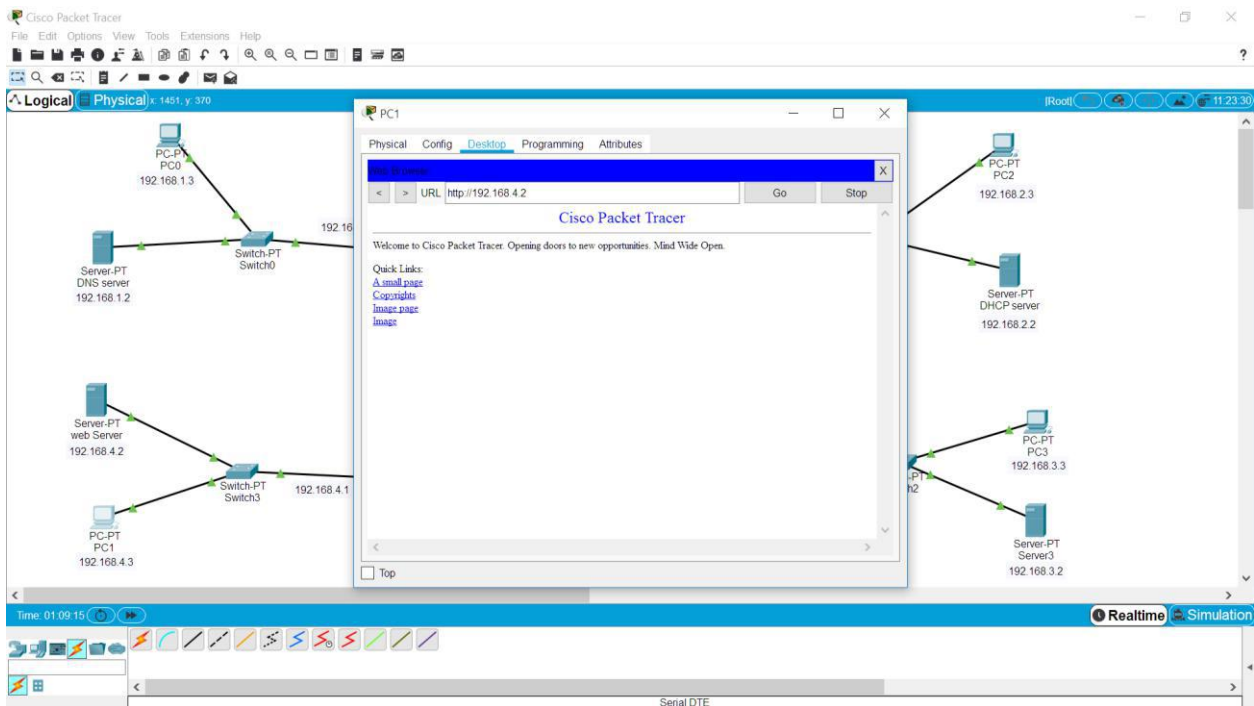 Cisco Packet Tracer
File Edit Options View Tools Extensions Help
?
Logical Physical x: 1451, y: 370
[Root] 11:23:30
PC1
Physical Config Desktop Programming Attributes
X
< > URL http://192.168.4.2 Go Stop
Cisco Packet Tracer
Welcome to Cisco Packet Tracer. Opening doors to new opportunities. Mind Wide Open.
Quick Links:
A small page
Copyrights
Image page
Image
Top
PC-PT
PC0
192.168.1.3
192.16
Switch-PT
Switch0
Server-PT
DNS server
192.168.1.2
Server-PT
web Server
192.168.4.2
Switch-PT
Switch3
192.168.4.1
PC-PT
PC1
192.168.4.3
PC-PT
PC2
192.168.2.3
Server-PT
DHCP server
192.168.2.2
PC-PT
PC3
192.168.3.3
-PT
h2
Server-PT
Server3
192.168.3.2
Time: 01:09:15
Realtime Simulation
Serial DTE